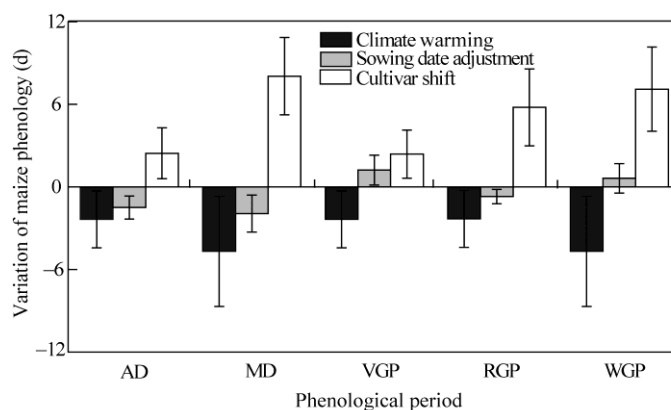 12
6
0
−6
−12
Variation of maize phenology (d)
Climate warming
Sowing date adjustment
Cultivar shift
AD MD VGP RGP WGP
Phenological period